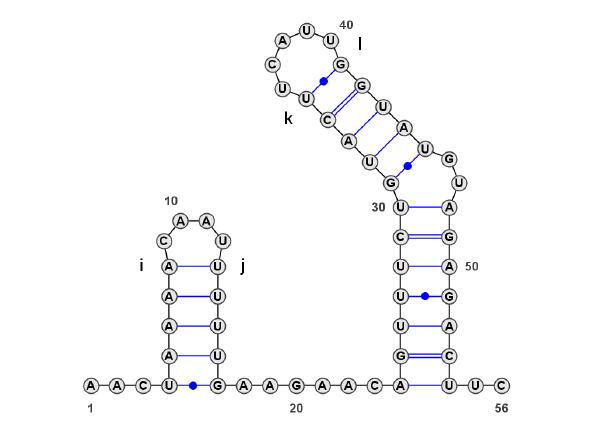 40
U
A U l
C G
U U G
k C U
A A
U U G
G U
10
30 U A
A A
C U C G
i A U j U A 50
A U U G
A U U A
A U G C
A A C U G A A G A A C A U U C
1 20 56